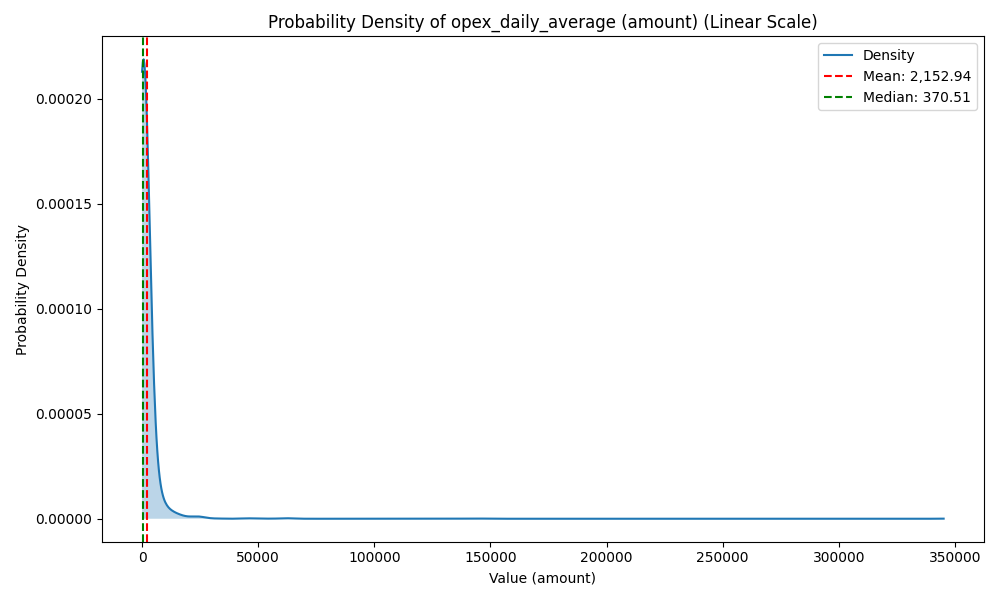 Probability Density of opex_daily_average (amount) (Linear Scale)
Density
Mean: 2,152.94
Median: 370.51
Probability Density
0.00020
0.00015
0.00010
0.00005
0.00000
0 50000 100000 150000 200000 250000 300000 350000
Value (amount)